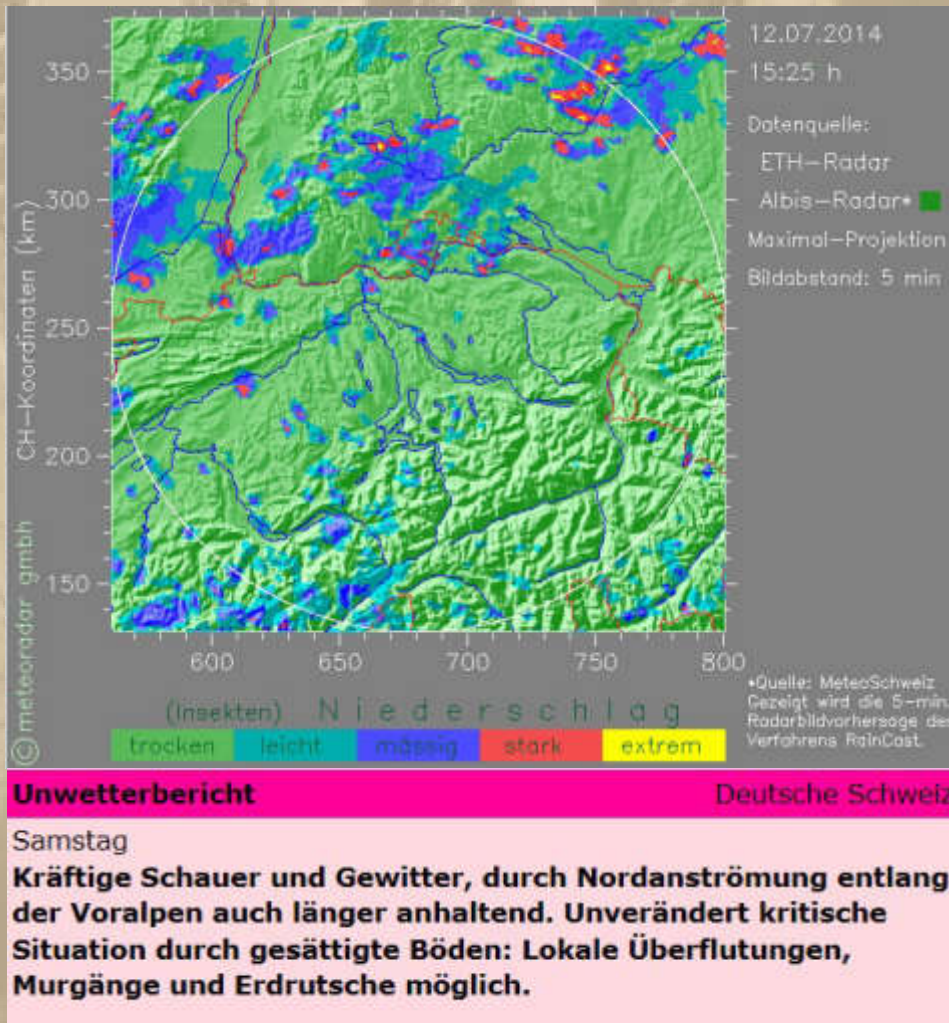 12.07.2014
15:25 h
Datenquelle:
ETH-Radar
Albis-Radar*
Maximal-Projektion
Bildabstand: 5 min
CH-Koordinaten (km)
350
300
250
200
150
600 650 700 750 800
© meteoradar gmbh
*Quelle: MeteoSchweiz
Gezeigt wird die 5-min.
Radarbildvorhersage des
Verfahrens RainCast.
(Insekten) Niederschlag
trocken leicht mässig stark extrem
Unwetterbericht Deutsche Schweiz
Samstag
Kräftige Schauer und Gewitter, durch Nordanströmung entlang
der Voralpen auch länger anhaltend. Unverändert kritische
Situation durch gesättigte Böden: Lokale Überflutungen,
Murgänge und Erdrutsche möglich.